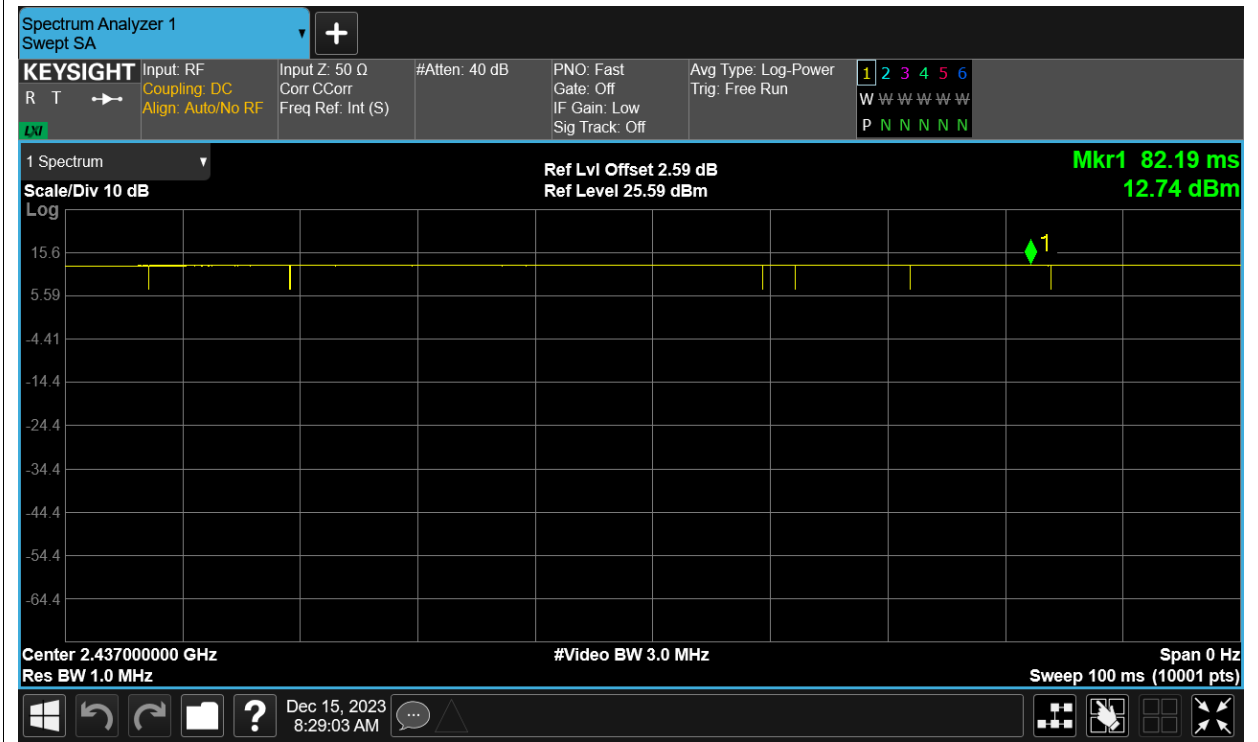 Spectrum Analyzer 1
Swept SA
KEYSIGHT
R T
LXI
Input: RF
Coupling: DC
Align: Auto/No RF
Input Z: 50 Ω
Corr CCorr
Freq Ref: Int (S)
#Atten: 40 dB
PNO: Fast
Gate: Off
IF Gain: Low
Sig Track: Off
Avg Type: Log-Power
Trig: Free Run
1 2 3 4 5 6
W W W W W W
P N N N N N
1 Spectrum
Scale/Div 10 dB
Log
Ref Lvl Offset 2.59 dB
Ref Level 25.59 dBm
Mkr1 82.19 ms
12.74 dBm
1
15.6
5.59
-4.41
-14.4
-24.4
-34.4
-44.4
-54.4
-64.4
Center 2.437000000 GHz
Res BW 1.0 MHz
#Video BW 3.0 MHz
Span 0 Hz
Sweep 100 ms (10001 pts)
?
Dec 15, 2023
8:29:03 AM